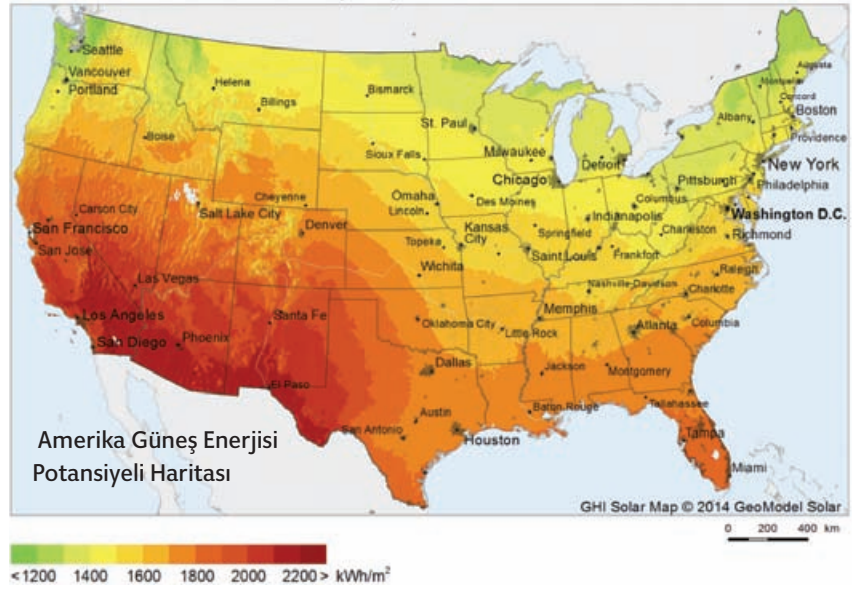 Seattle
Vancouver
Portland
Helena
Billings
Bismarck
Boise
St. Paul
Sioux Falls
Milwaukee
Chicago
Detroit
Augusta
Montpelier
Concord
Boston
Albany
Providence
New York
Pittsburgh
Philadelphia
Carson City
San Francisco
San Jose
Salt Lake City
Cheyenne
Denver
Omaha
Lincoln
Des Moines
Columbus
Indianapolis
Washington D.C.
Springfield
Topeka
Kansas
City
Saint Louis
Frankfort
Charleston
Richmond
Las Vegas
Wichita
Nashville-Davidson
Raleigh
Charlotte
Los Angeles
San Diego
Phoenix
Santa Fe
Oklahoma City
Little Rock
Memphis
Atlanta
Columbia
El Paso
Dallas
Jackson
Montgomery
Austin
Baton Rouge
Tallahassee
San Antonio
Houston
Tampa
Miami
Amerika Güneş Enerjisi
Potansiyeli Haritası
GHI Solar Map © 2014 GeoModel Solar
0 200 400 km
<1200 1400 1600 1800 2000 2200> kWh/m²